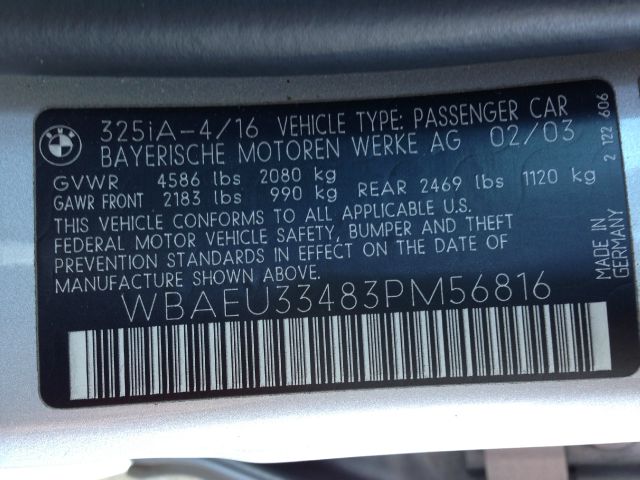 BMW
325iA-4/16 VEHICLE TYPE: PASSENGER CAR
BAYERISCHE MOTOREN WERKE AG 02/03
GVWR 4586 lbs 2080 kg
GAWR FRONT 2183 lbs 990 kg REAR 2469 lbs 1120 kg
THIS VEHICLE CONFORMS TO ALL APPLICABLE U.S.
FEDERAL MOTOR VEHICLE SAFETY, BUMPER AND THEFT
PREVENTION STANDARDS IN EFFECT ON THE DATE OF
MANUFACTURE SHOWN ABOVE.
WBAEU33483PM56816
2 122 606
MADE IN
GERMANY